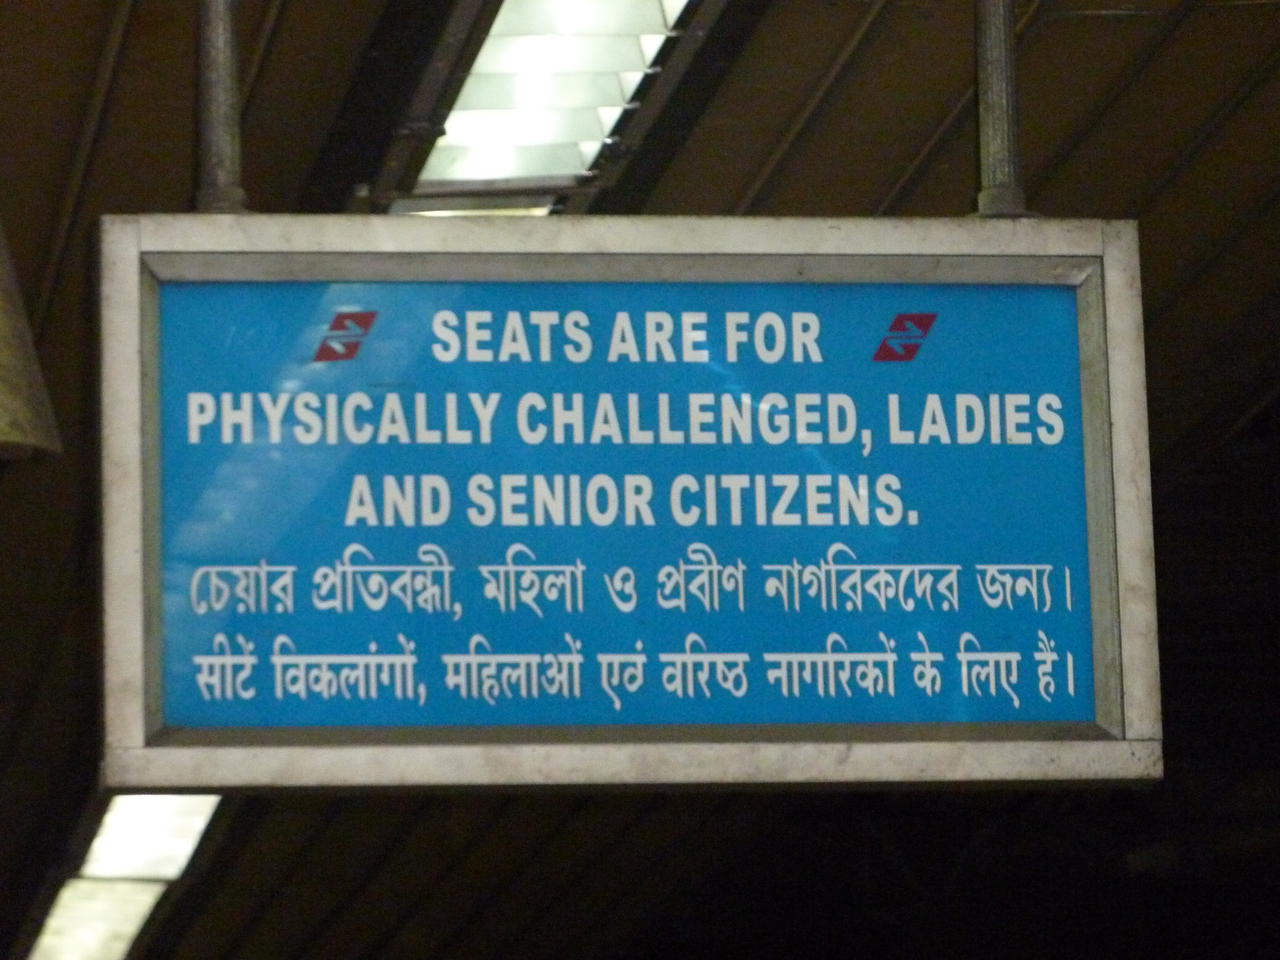 SEATS ARE FOR
PHYSICALLY CHALLENGED, LADIES
AND SENIOR CITIZENS.
চেয়ার প্রতিবন্ধী, মহিলা ও প্রবীণ নাগরিকদের জন্য।
सीटें विकलांगों, महिलाओं एवं वरिष्ठ नागरिकों के लिए हैं।